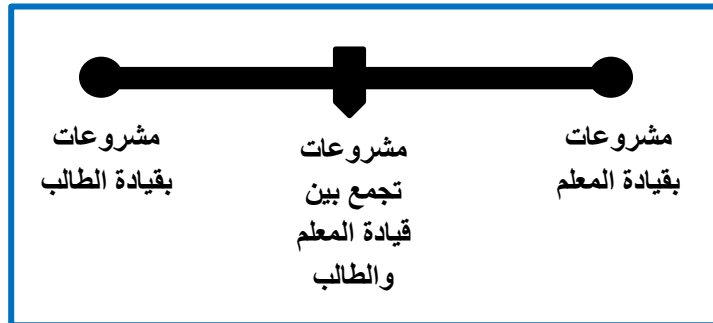 مشروعات
بقيادة المعلم
مشروعات
تجمع بين
قيادة المعلم
والطالب
مشروعات
بقيادة الطالب